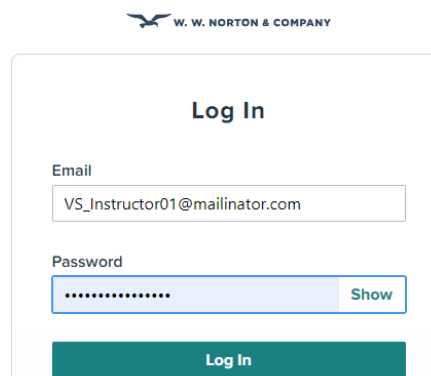 W. W. NORTON & COMPANY
Log In
Email
VS_Instructor01@mailinator.com
Password
••••••••••••••••
Show
Log In